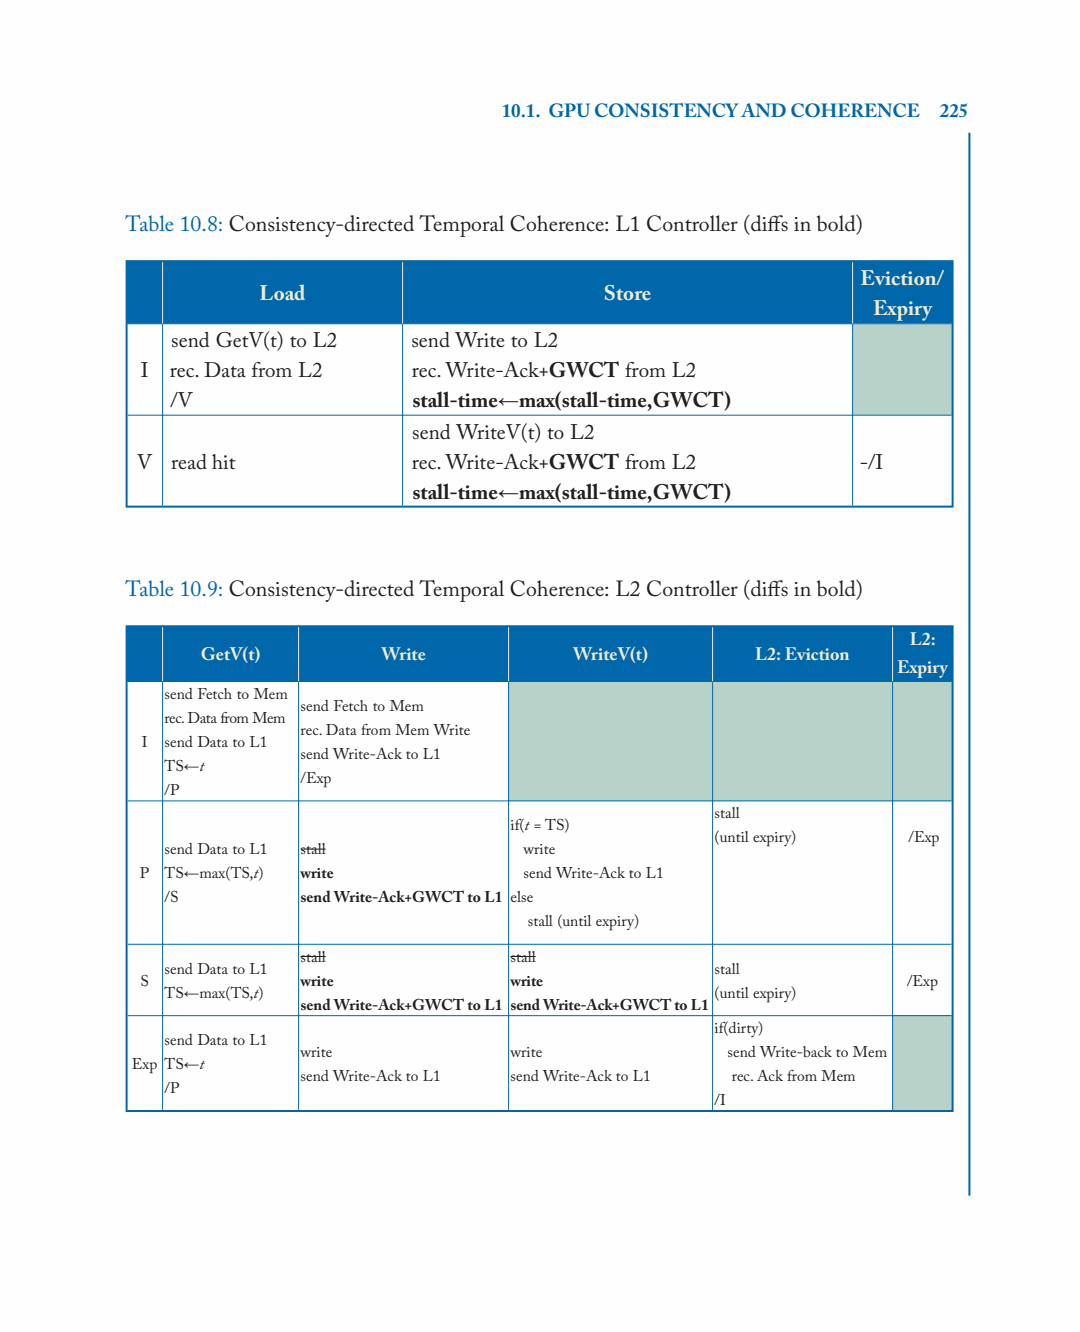 10.1. GPU CONSISTENCY AND COHERENCE 225
Table 10.8: Consistency-directed Temporal Coherence: L1 Controller (diffs in bold)
Load Store Eviction/
Expiry
I
send GetV(t) to L2
rec. Data from L2
/V
send Write to L2
rec. Write-Ack+GWCT from L2
stall-time←max(stall-time,GWCT)
V
read hit
send WriteV(t) to L2
rec. Write-Ack+GWCT from L2
stall-time←max(stall-time,GWCT)
-/I
Table 10.9: Consistency-directed Temporal Coherence: L2 Controller (diffs in bold)
GetV(t) Write WriteV(t) L2: Eviction L2:
Expiry
I
send Fetch to Mem
rec. Data from Mem
send Data to L1
TS←t
/P
send Fetch to Mem
rec. Data from Mem Write
send Write-Ack to L1
/Exp
P
send Data to L1
TS←max(TS,t)
/S
stall
write
send Write-Ack+GWCT to L1
if(t = TS)
write
send Write-Ack to L1
else
stall (until expiry)
stall
(until expiry)
/Exp
S
send Data to L1
TS←max(TS,t)
stall
write
send Write-Ack+GWCT to L1
stall
write
send Write-Ack+GWCT to L1
stall
(until expiry)
/Exp
Exp
send Data to L1
TS←t
/P
write
send Write-Ack to L1
write
send Write-Ack to L1
if(dirty)
send Write-back to Mem
rec. Ack from Mem
/I